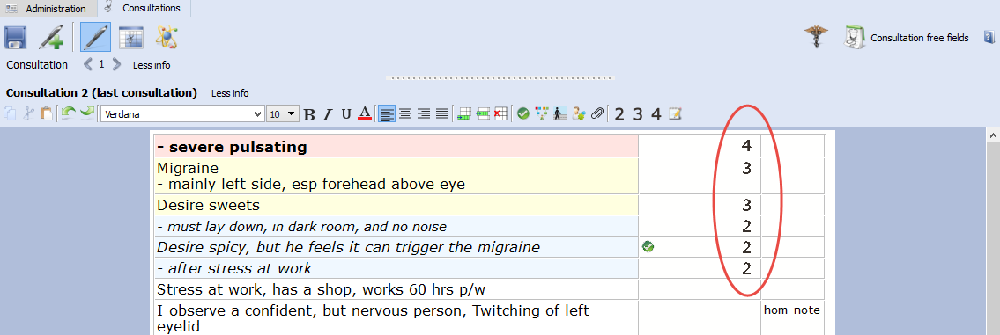 Administration Consultations
Consultation free fields
Consultation 1 Less info
Consultation 2 (last consultation) Less info
Verdana 10 B I U A 2 3 4
- severe pulsating 4
Migraine 3
- mainly left side, esp forehead above eye
Desire sweets 3
- must lay down, in dark room, and no noise 2
Desire spicy, but he feels it can trigger the migraine 2
- after stress at work 2
Stress at work, has a shop, works 60 hrs p/w
I observe a confident, but nervous person, Twitching of left hom-note
eyelid